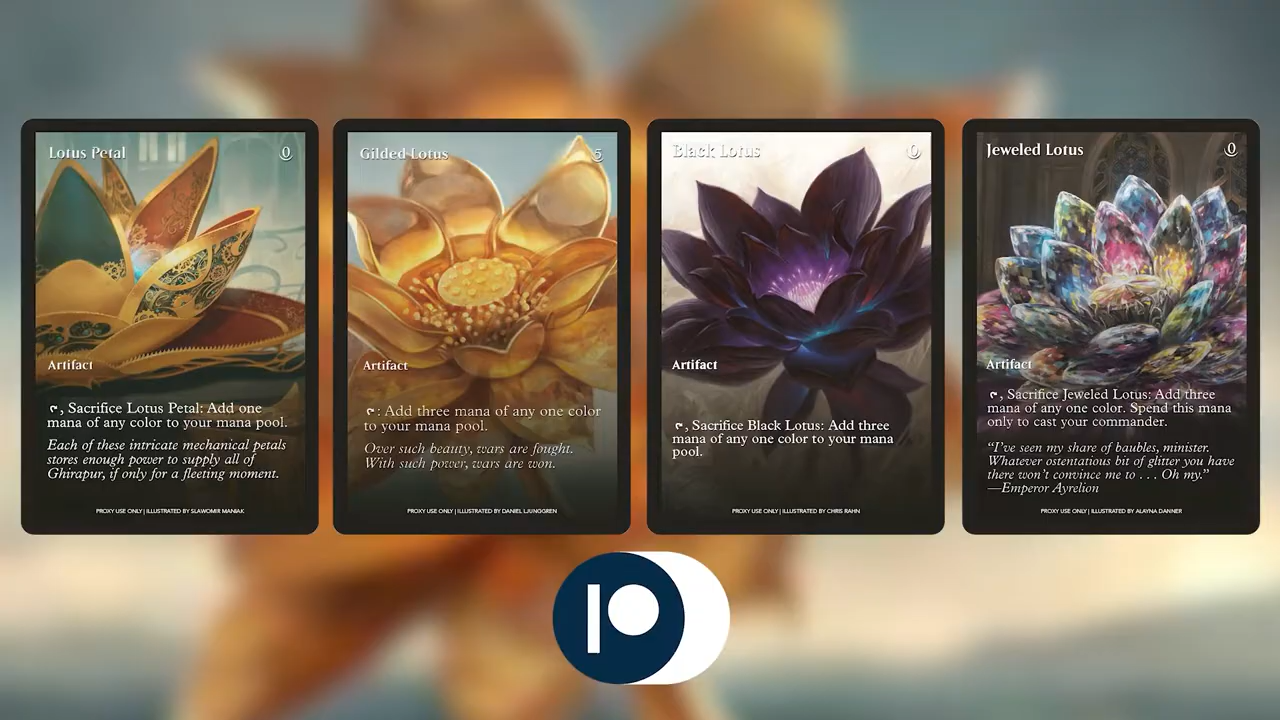 Lotus Petal 0
Artifact
, Sacrifice Lotus Petal: Add one
mana of any color to your mana pool.
Each of these intricate mechanical petals
stores enough power to supply all of
Ghirapur, if only for a fleeting moment.
PROXY USE ONLY | ILLUSTRATED BY SLAWOMIR MANIAK
Gilded Lotus 5
Artifact
: Add three mana of any one color
to your mana pool.
Over such beauty, wars are fought.
With such power, wars are won.
PROXY USE ONLY | ILLUSTRATED BY DANIEL LJUNGGREN
Black Lotus 0
Artifact
, Sacrifice Black Lotus: Add three
mana of any one color to your mana
pool.
PROXY USE ONLY | ILLUSTRATED BY CHRIS RAHN
Jeweled Lotus 0
Artifact
, Sacrifice Jeweled Lotus: Add three
mana of any one color. Spend this mana
only to cast your commander.
“I’ve seen my share of baubles, minister.
Whatever ostentatious bit of glitter you have
there won’t convince me to . . . Oh my.”
—Emperor Ayrelion
PROXY USE ONLY | ILLUSTRATED BY ALAYNA DANNER